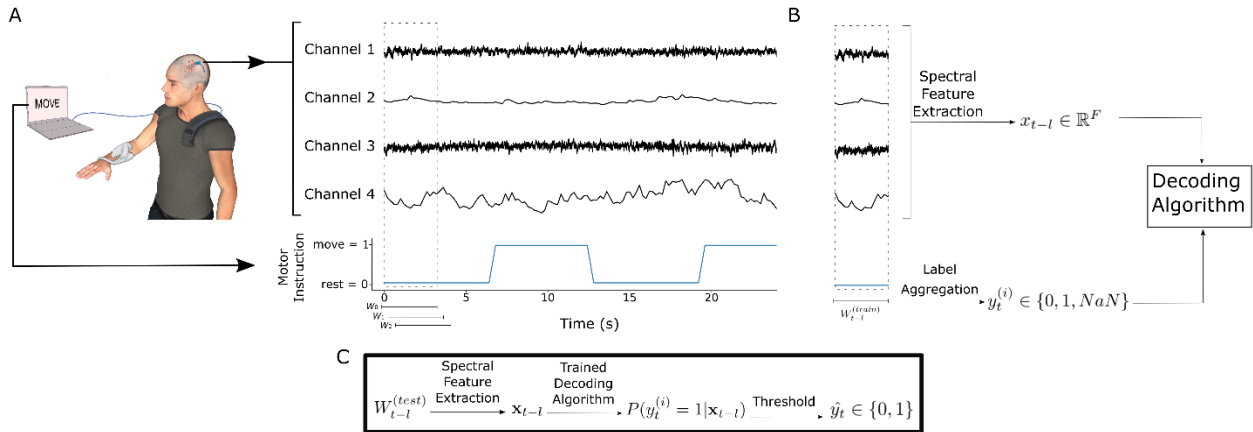 A
MOVE
Channel 1
Channel 2
Channel 3
Channel 4
Motor
Instruction
move = 1
rest = 0
0
5
10
15
20
W₀
W₁
W₂
Time (s)
B
Spectral
Feature
Extraction
x_{t-l} ∈ ℝ^F
Decoding
Algorithm
Label
Aggregation
y_t^{(i)} ∈ {0, 1, NaN}
W_{t-l}^{(train)}
C
W_{t-l}^{(test)}
Spectral
Feature
Extraction
x_{t-l}
Trained
Decoding
Algorithm
P(y_t^{(i)} = 1|x_{t-l})
Threshold
ŷ_t ∈ {0, 1}